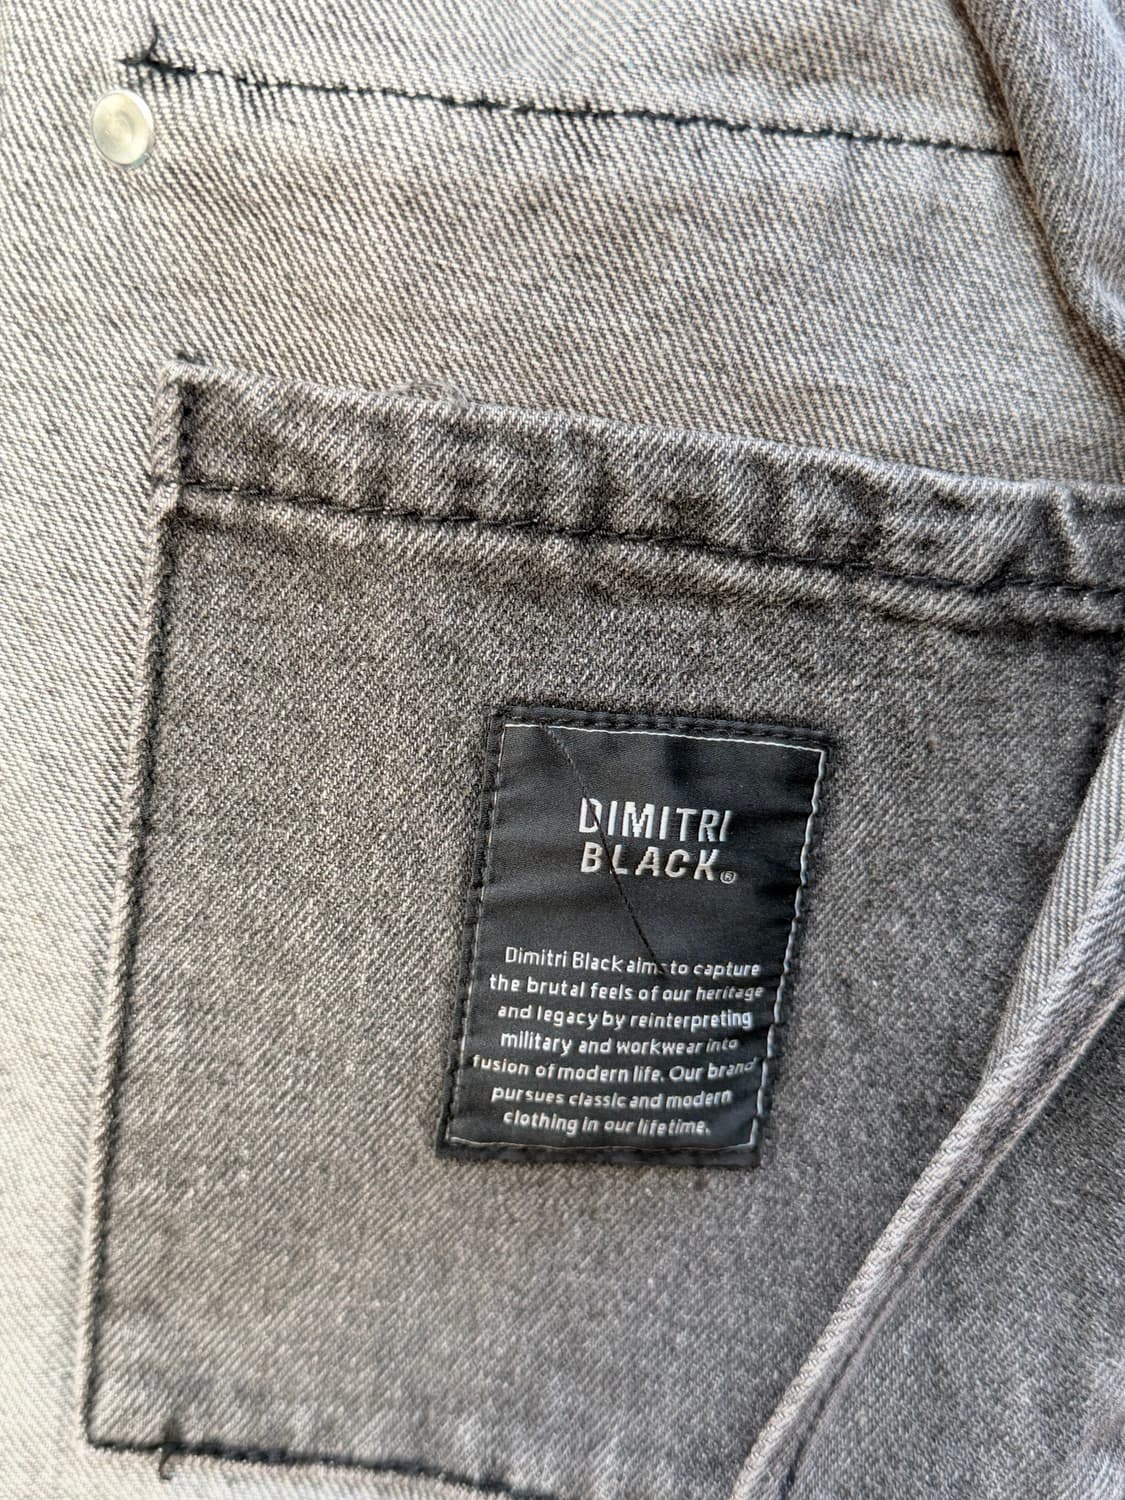 DIMITRI
BLACK®
Dimitri Black aims to capture
the brutal feels of our heritage
and legacy by reinterpreting
military and workwear into
fusion of modern life. Our brand
pursues classic and modern
clothing in our lifetime.